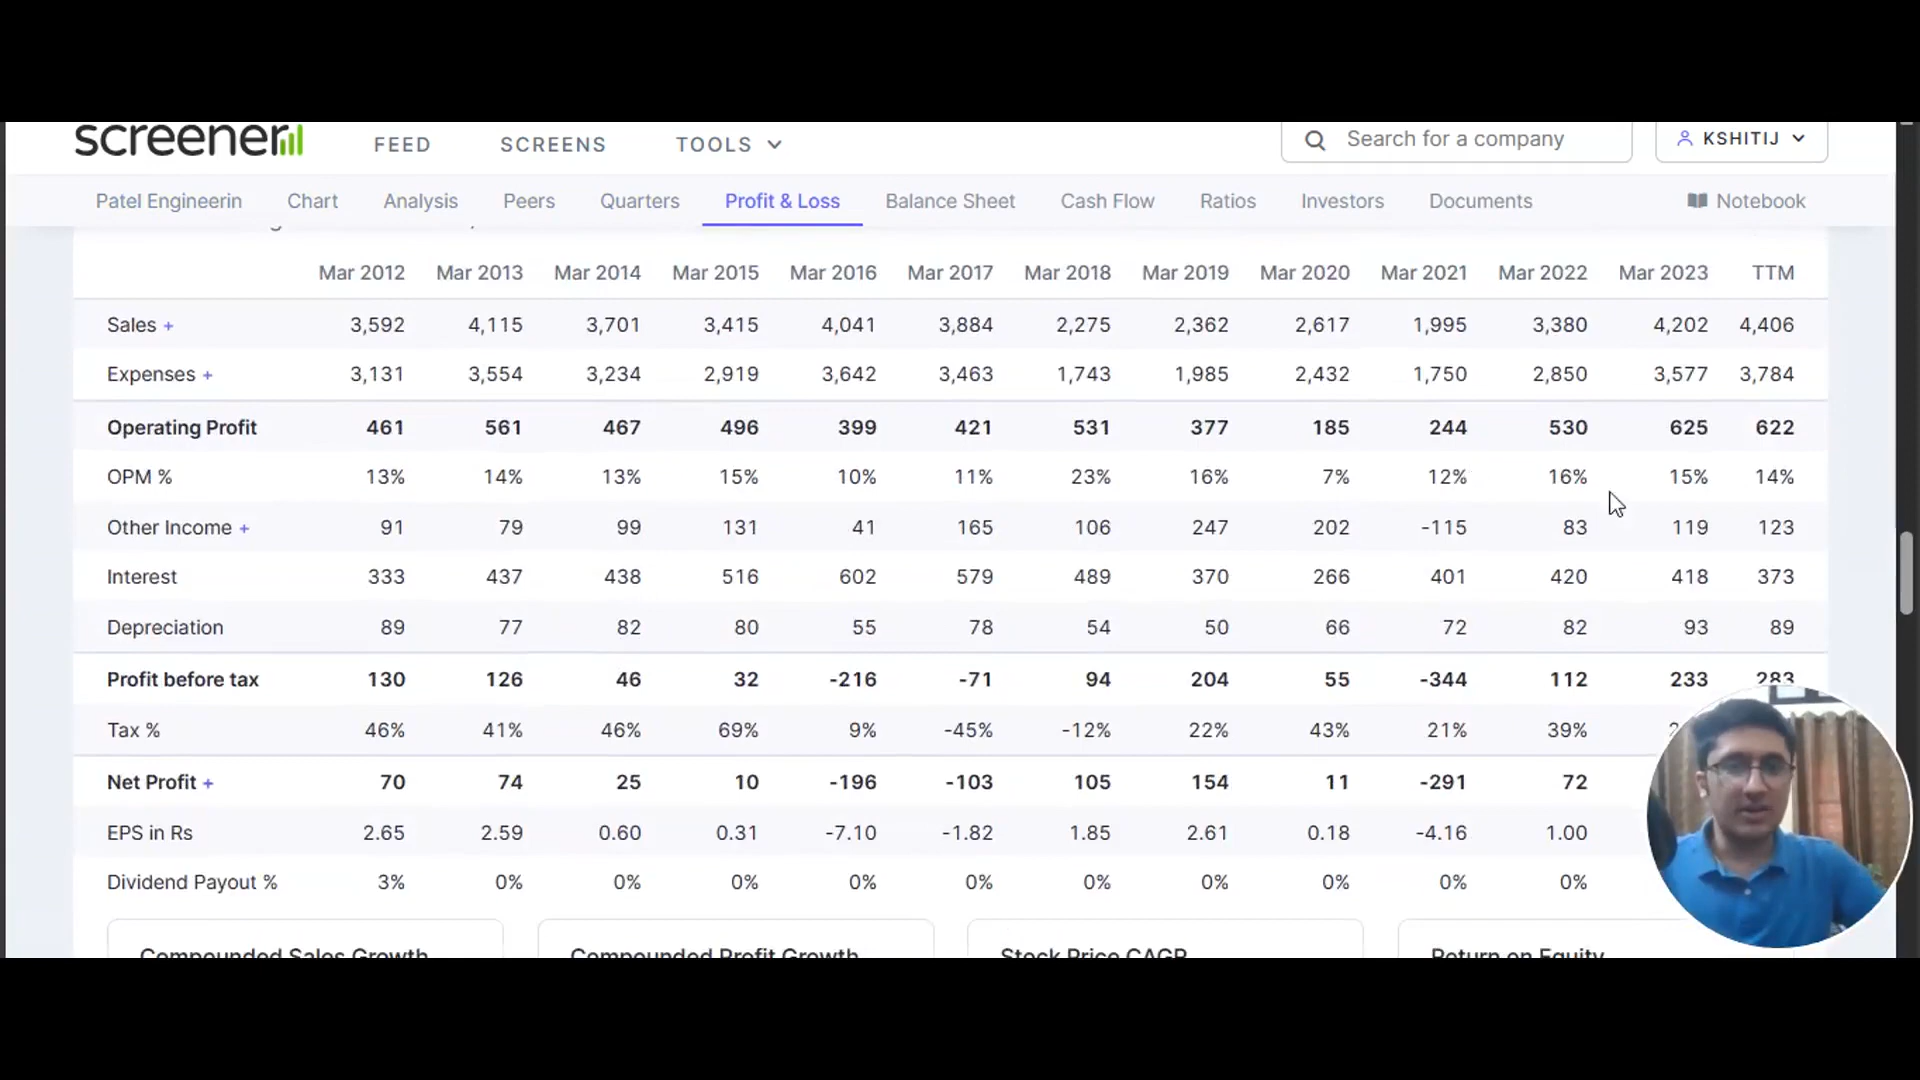 screener FEED SCREENS TOOLS Search for a company KSHITIJ
Patel Engineerin Chart Analysis Peers Quarters Profit & Loss Balance Sheet Cash Flow Ratios Investors Documents Notebook
Mar 2012 Mar 2013 Mar 2014 Mar 2015 Mar 2016 Mar 2017 Mar 2018 Mar 2019 Mar 2020 Mar 2021 Mar 2022 Mar 2023 TTM
Sales + 3,592 4,115 3,701 3,415 4,041 3,884 2,275 2,362 2,617 1,995 3,380 4,202 4,406
Expenses + 3,131 3,554 3,234 2,919 3,642 3,463 1,743 1,985 2,432 1,750 2,850 3,577 3,784
Operating Profit 461 561 467 496 399 421 531 377 185 244 530 625 622
OPM % 13% 14% 13% 15% 10% 11% 23% 16% 7% 12% 16% 15% 14%
Other Income + 91 79 99 131 41 165 106 247 202 -115 83 119 123
Interest 333 437 438 516 602 579 489 370 266 401 420 418 373
Depreciation 89 77 82 80 55 78 54 50 66 72 82 93 89
Profit before tax 130 126 46 32 -216 -71 94 204 55 -344 112 233 283
Tax % 46% 41% 46% 69% 9% -45% -12% 22% 43% 21% 39%
Net Profit + 70 74 25 10 -196 -103 105 154 11 -291 72
EPS in Rs 2.65 2.59 0.60 0.31 -7.10 -1.82 1.85 2.61 0.18 -4.16 1.00
Dividend Payout % 3% 0% 0% 0% 0% 0% 0% 0% 0% 0% 0%
Compounded Sales Growth Compounded Profit Growth Stock Price CAGR Return on Equity